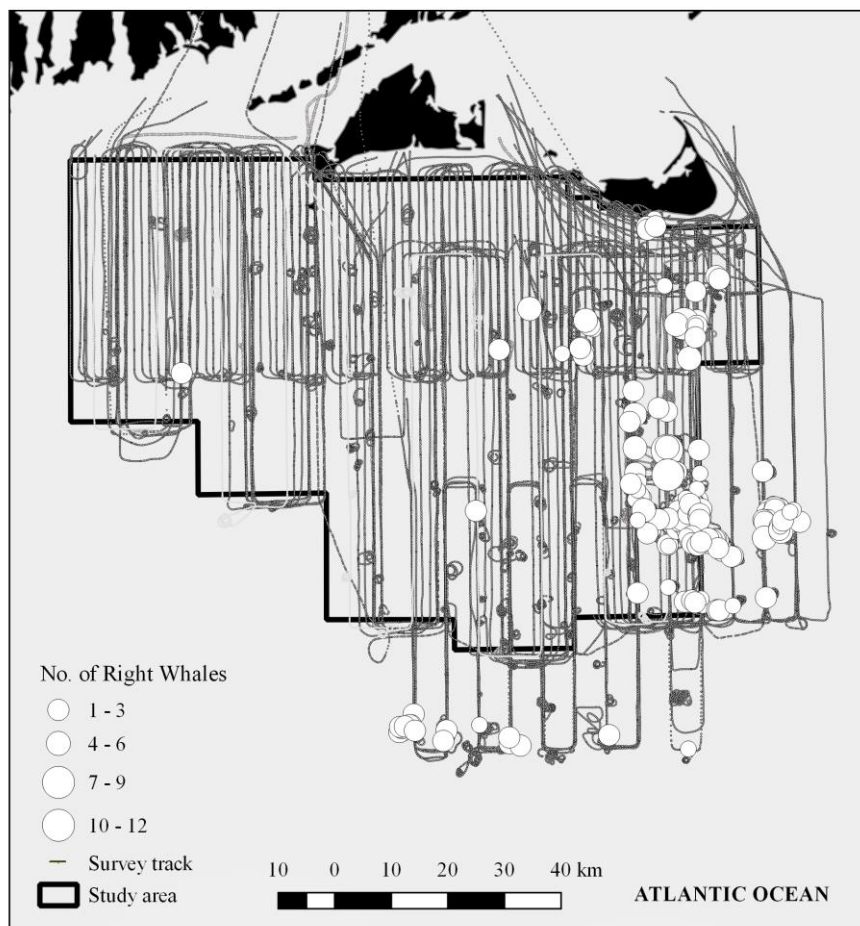 No. of Right Whales
1 - 3
4 - 6
7 - 9
10 - 12
Survey track
Study area
10 0 10 20 30 40 km
ATLANTIC OCEAN